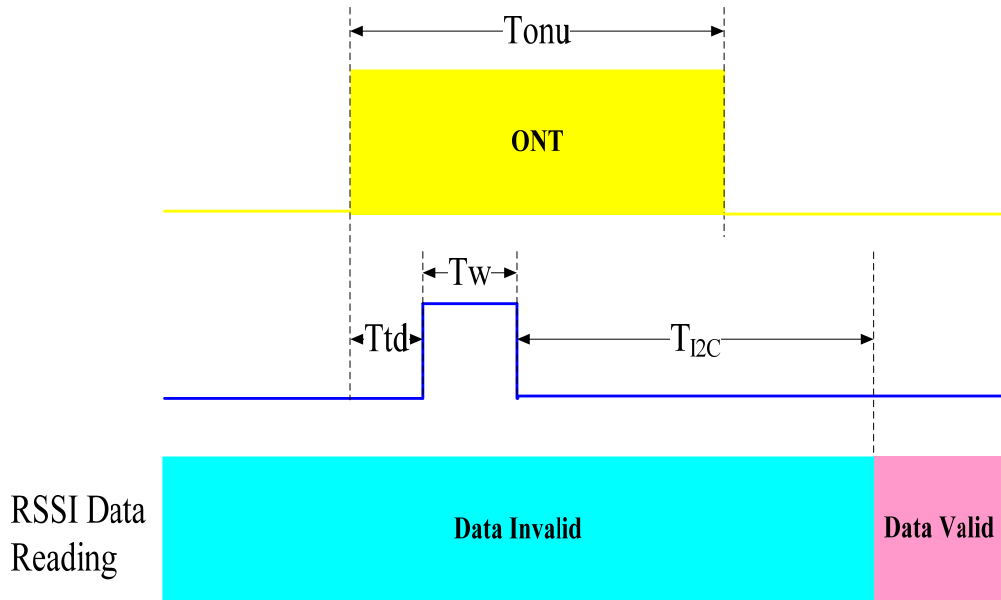 Tonu
ONT
Tw
Ttd
TI2C
RSSI Data
Reading
Data Invalid
Data Valid